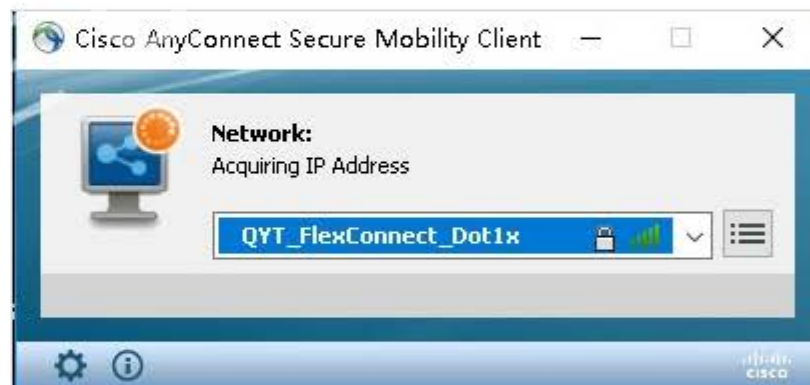 Cisco AnyConnect Secure Mobility Client
Network:
Acquiring IP Address
QYT_FlexConnect_Dot1x
cisco